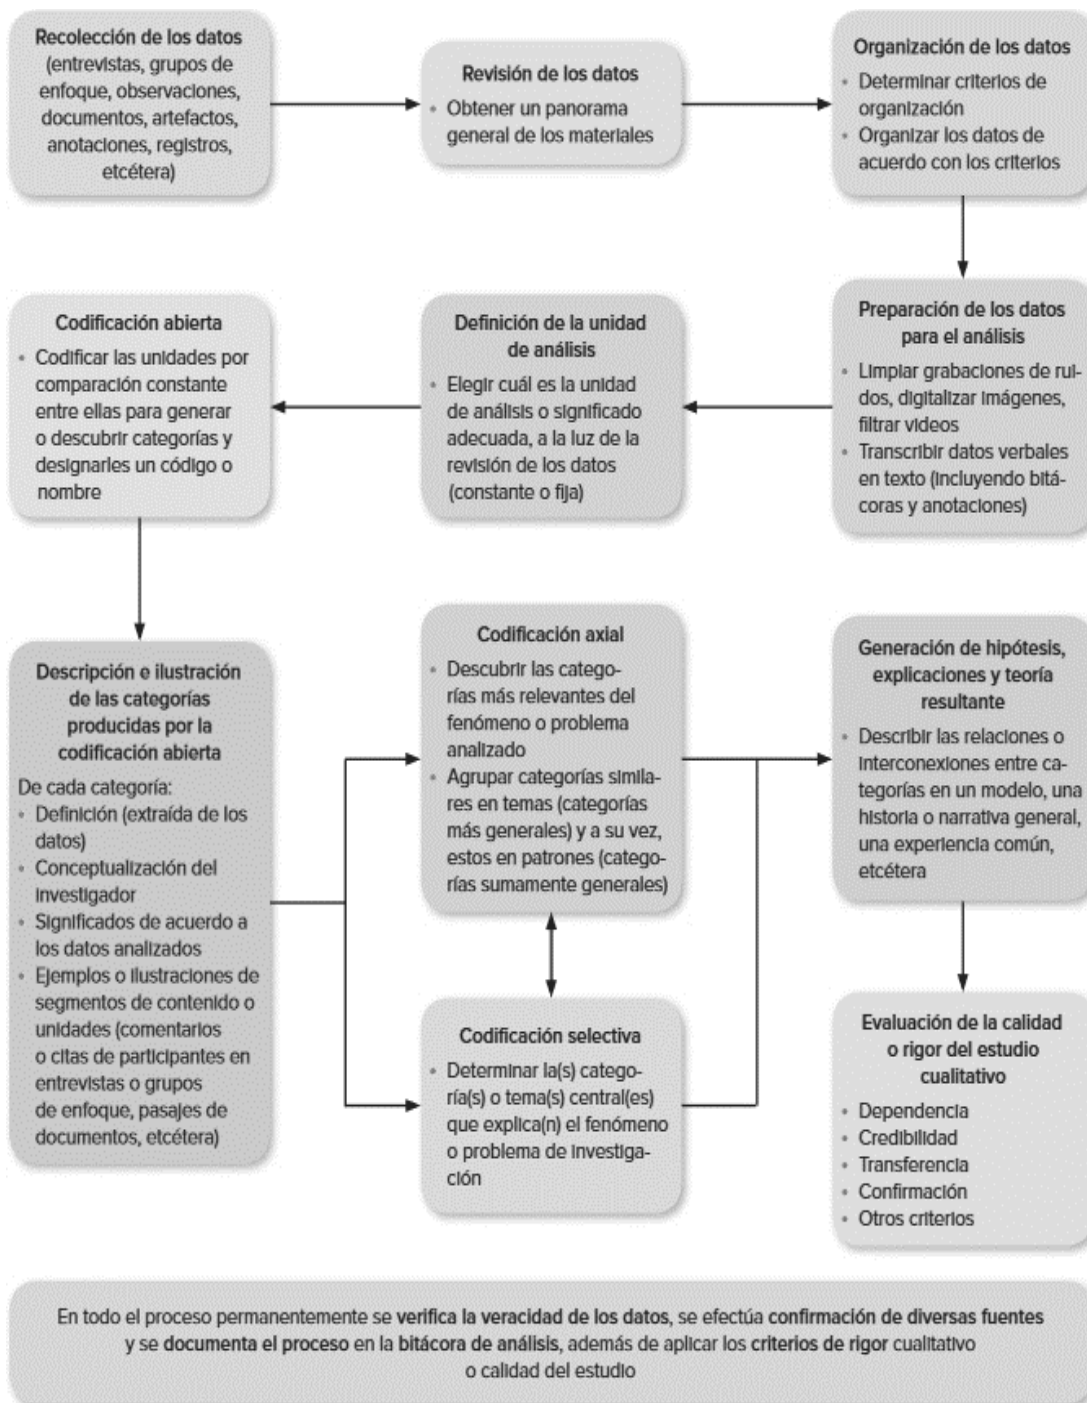 Recolección de los datos
(entrevistas, grupos de
enfoque, observaciones,
documentos, artefactos,
anotaciones, registros,
etcétera)
Revisión de los datos
• Obtener un panorama
general de los materiales
Organización de los datos
• Determinar criterios de
organización
• Organizar los datos de
acuerdo con los criterios
Preparación de los datos
para el análisis
• Limpiar grabaciones de rui-
dos, digitalizar imágenes,
filtrar videos
• Transcribir datos verbales
en texto (incluyendo bitá-
coras y anotaciones)
Definición de la unidad
de análisis
• Elegir cuál es la unidad
de análisis o significado
adecuada, a la luz de la
revisión de los datos
(constante o fija)
Codificación abierta
• Codificar las unidades por
comparación constante
entre ellas para generar
o descubrir categorías y
designarles un código o
nombre
Descripción e ilustración
de las categorías
producidas por la
codificación abierta
De cada categoría:
• Definición (extraída de los
datos)
• Conceptualización del
investigador
• Significados de acuerdo a
los datos analizados
• Ejemplos o ilustraciones de
segmentos de contenido o
unidades (comentarios
o citas de participantes en
entrevistas o grupos
de enfoque, pasajes de
documentos, etcétera)
Codificación axial
• Descubrir las catego-
rías más relevantes del
fenómeno o problema
analizado
• Agrupar categorías simila-
res en temas (categorías
más generales) y a su vez,
estos en patrones (catego-
rías sumamente generales)
Codificación selectiva
• Determinar la(s) catego-
ría(s) o tema(s) central(es)
que explica(n) el fenómeno
o problema de investiga-
ción
Generación de hipótesis,
explicaciones y teoría
resultante
• Describir las relaciones o
interconexiones entre ca-
tegorías en un modelo, una
historia o narrativa general,
una experiencia común,
etcétera
Evaluación de la calidad
o rigor del estudio
cualitativo
• Dependencia
• Credibilidad
• Transferencia
• Confirmación
• Otros criterios
En todo el proceso permanentemente se verifica la veracidad de los datos, se efectúa confirmación de diversas fuentes
y se documenta el proceso en la bitácora de análisis, además de aplicar los criterios de rigor cualitativo
o calidad del estudio